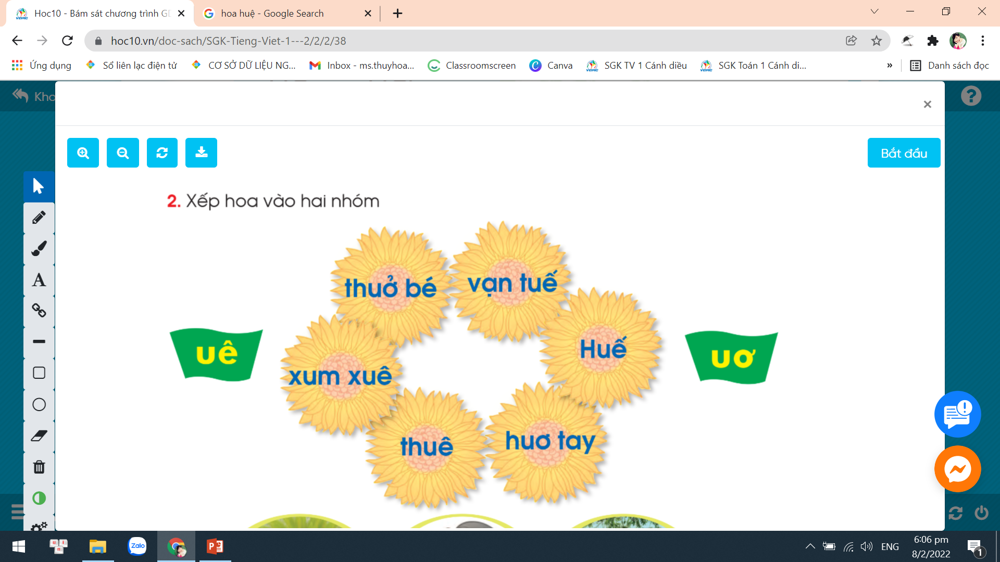 Hoc10 - Bám sát chương trình GD
hoa huệ - Google Search
hoc10.vn/doc-sach/SGK-Tieng-Viet-1---2/2/2/38
Ứng dụng
Sổ liên lạc điện tử
CƠ SỞ DỮ LIỆU NG...
Inbox - ms.thuyhoa...
Classroomscreen
Canva
SGK TV 1 Cánh diều
SGK Toán 1 Cánh di...
»
Danh sách đọc
Kho
Bắt đầu
2. Xếp hoa vào hai nhóm
thuở bé
vạn tuế
uê
xum xuê
Huế
uơ
thuê
huơ tay
A
Zalo
ENG
6:06 pm
8/2/2022
1